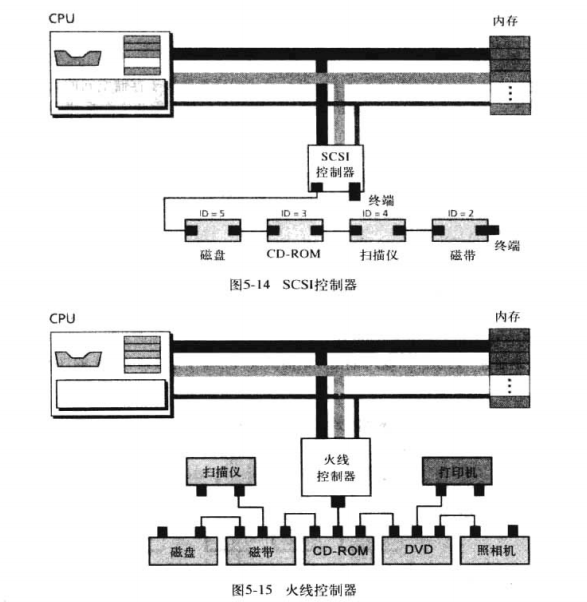 CPU
内存
SCSI
控制器
终端
ID = 5
ID = 3
ID = 4
ID = 2
磁盘
CD-ROM
扫描仪
磁带
终端
图5-14 SCSI控制器
CPU
内存
火线
控制器
扫描仪
打印机
磁盘
磁带
CD-ROM
DVD
照相机
图5-15 火线控制器